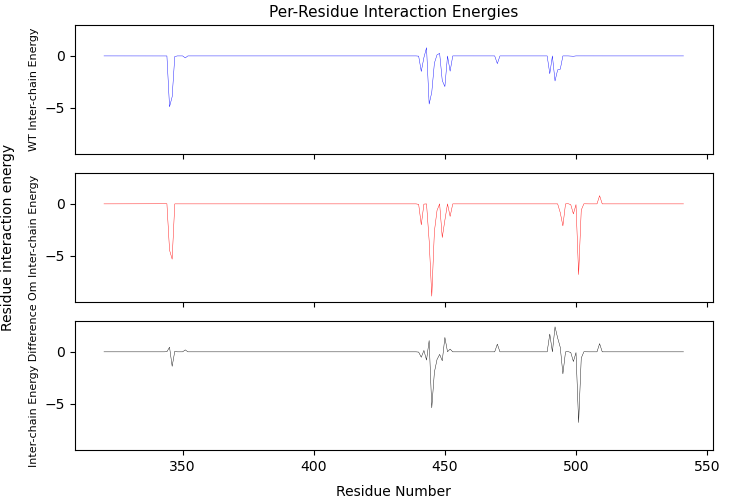 Per-Residue Interaction Energies
Residue interaction energy
WT Inter-chain Energy
0
−5
Om Inter-chain Energy
0
−5
Inter-chain Energy Difference
0
−5
350
400
450
500
550
Residue Number